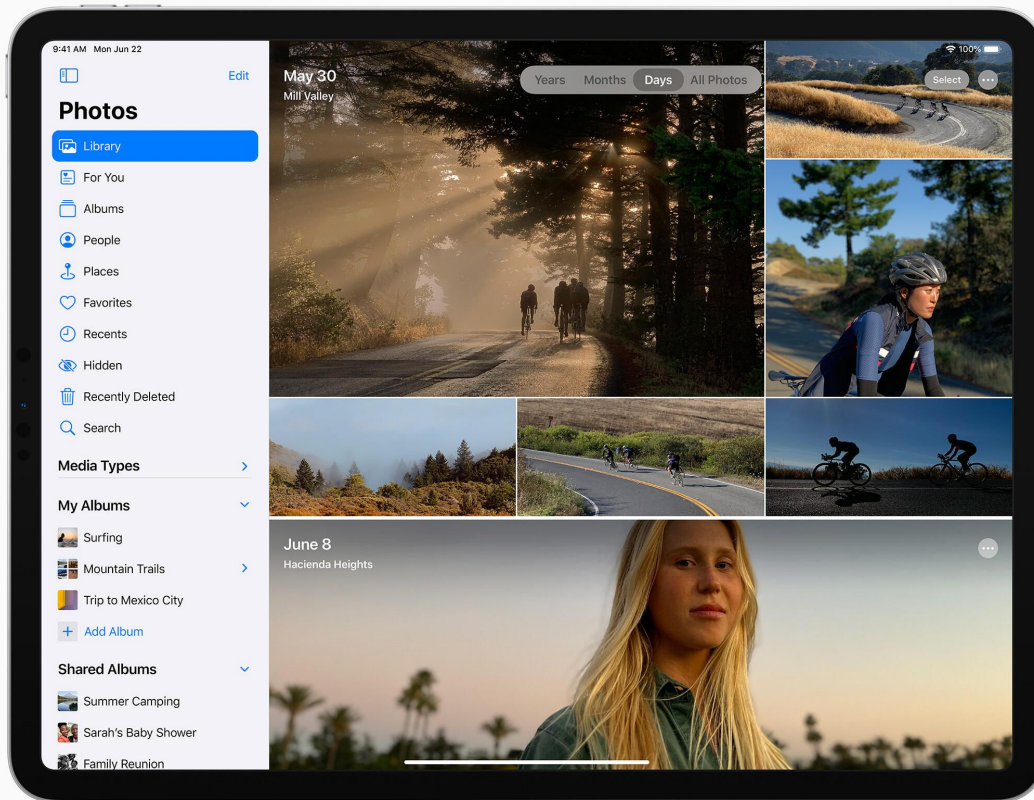 9:41 AM Mon Jun 22
100%
Edit
Photos
Library
For You
Albums
People
Places
Favorites
Recents
Hidden
Recently Deleted
Search
Media Types
My Albums
Surfing
Mountain Trails
Trip to Mexico City
Add Album
Shared Albums
Summer Camping
Sarah's Baby Shower
Family Reunion
May 30
Mill Valley
Years Months Days All Photos
Select
June 8
Hacienda Heights